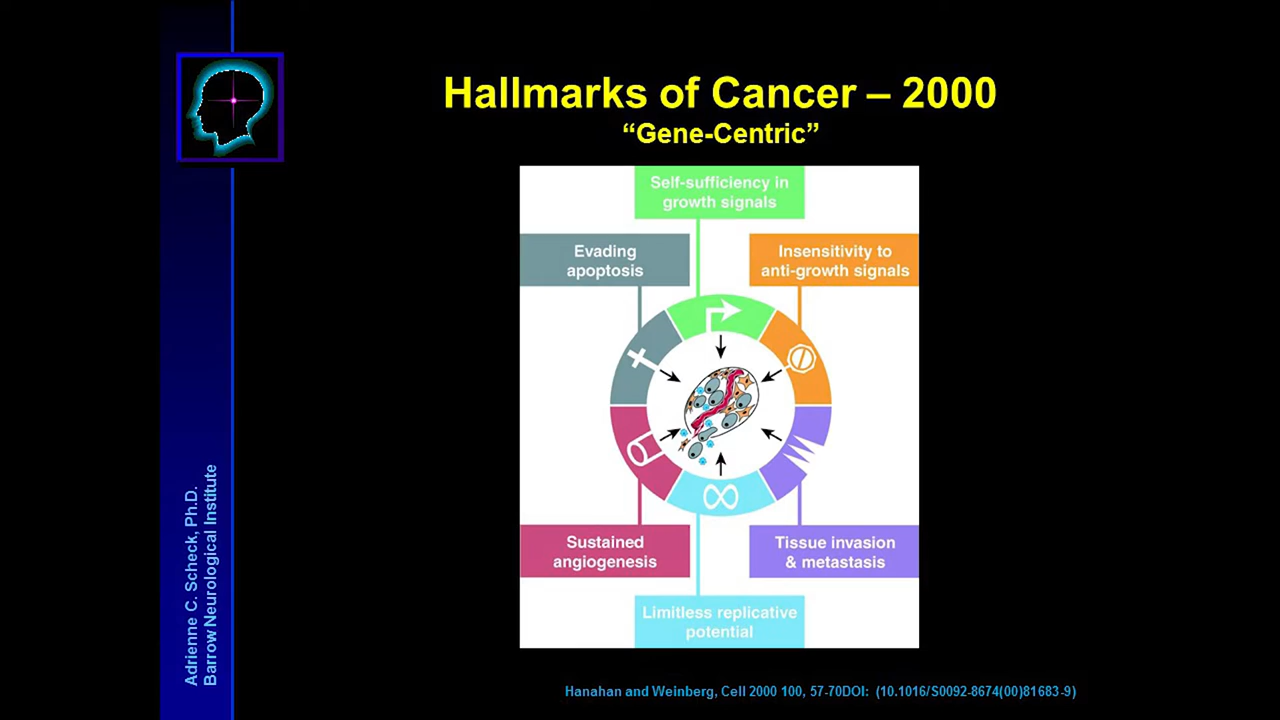 Hallmarks of Cancer – 2000
“Gene-Centric”
Self-sufficiency in
growth signals
Evading
apoptosis
Insensitivity to
anti-growth signals
Sustained
angiogenesis
Tissue invasion
& metastasis
Limitless replicative
potential
Adrienne C. Scheck, Ph.D.
Barrow Neurological Institute
Hanahan and Weinberg, Cell 2000 100, 57-70DOI: (10.1016/S0092-8674(00)81683-9)